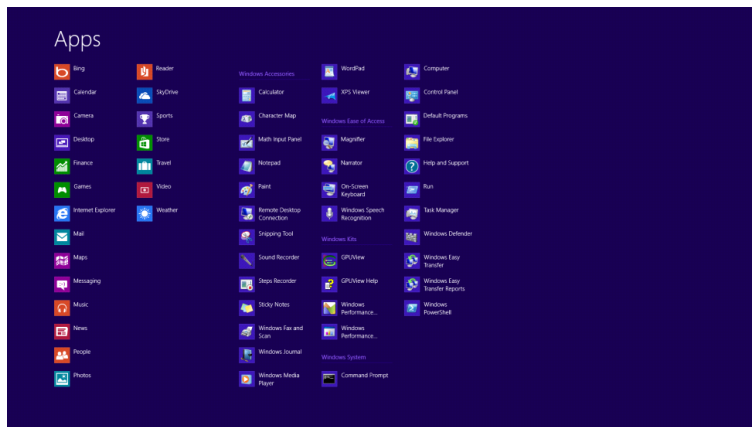 Apps
Bing
Calendar
Camera
Desktop
Finance
Games
Internet Explorer
Mail
Maps
Messaging
Music
News
People
Photos
Reader
SkyDrive
Sports
Store
Travel
Video
Weather
Windows Accessories
Calculator
Character Map
Math Input Panel
Notepad
Paint
Remote Desktop
Connection
Snipping Tool
Sound Recorder
Steps Recorder
Sticky Notes
Windows Fax and
Scan
Windows Journal
Windows Media
Player
WordPad
XPS Viewer
Windows Ease of Access
Magnifier
Narrator
On-Screen
Keyboard
Windows Speech
Recognition
Windows Kits
GPUView
GPUView Help
Windows
Performance...
Windows
Performance...
Windows System
Command Prompt
Computer
Control Panel
Default Programs
File Explorer
Help and Support
Run
Task Manager
Windows Defender
Windows Easy
Transfer
Windows Easy
Transfer Reports
Windows
PowerShell